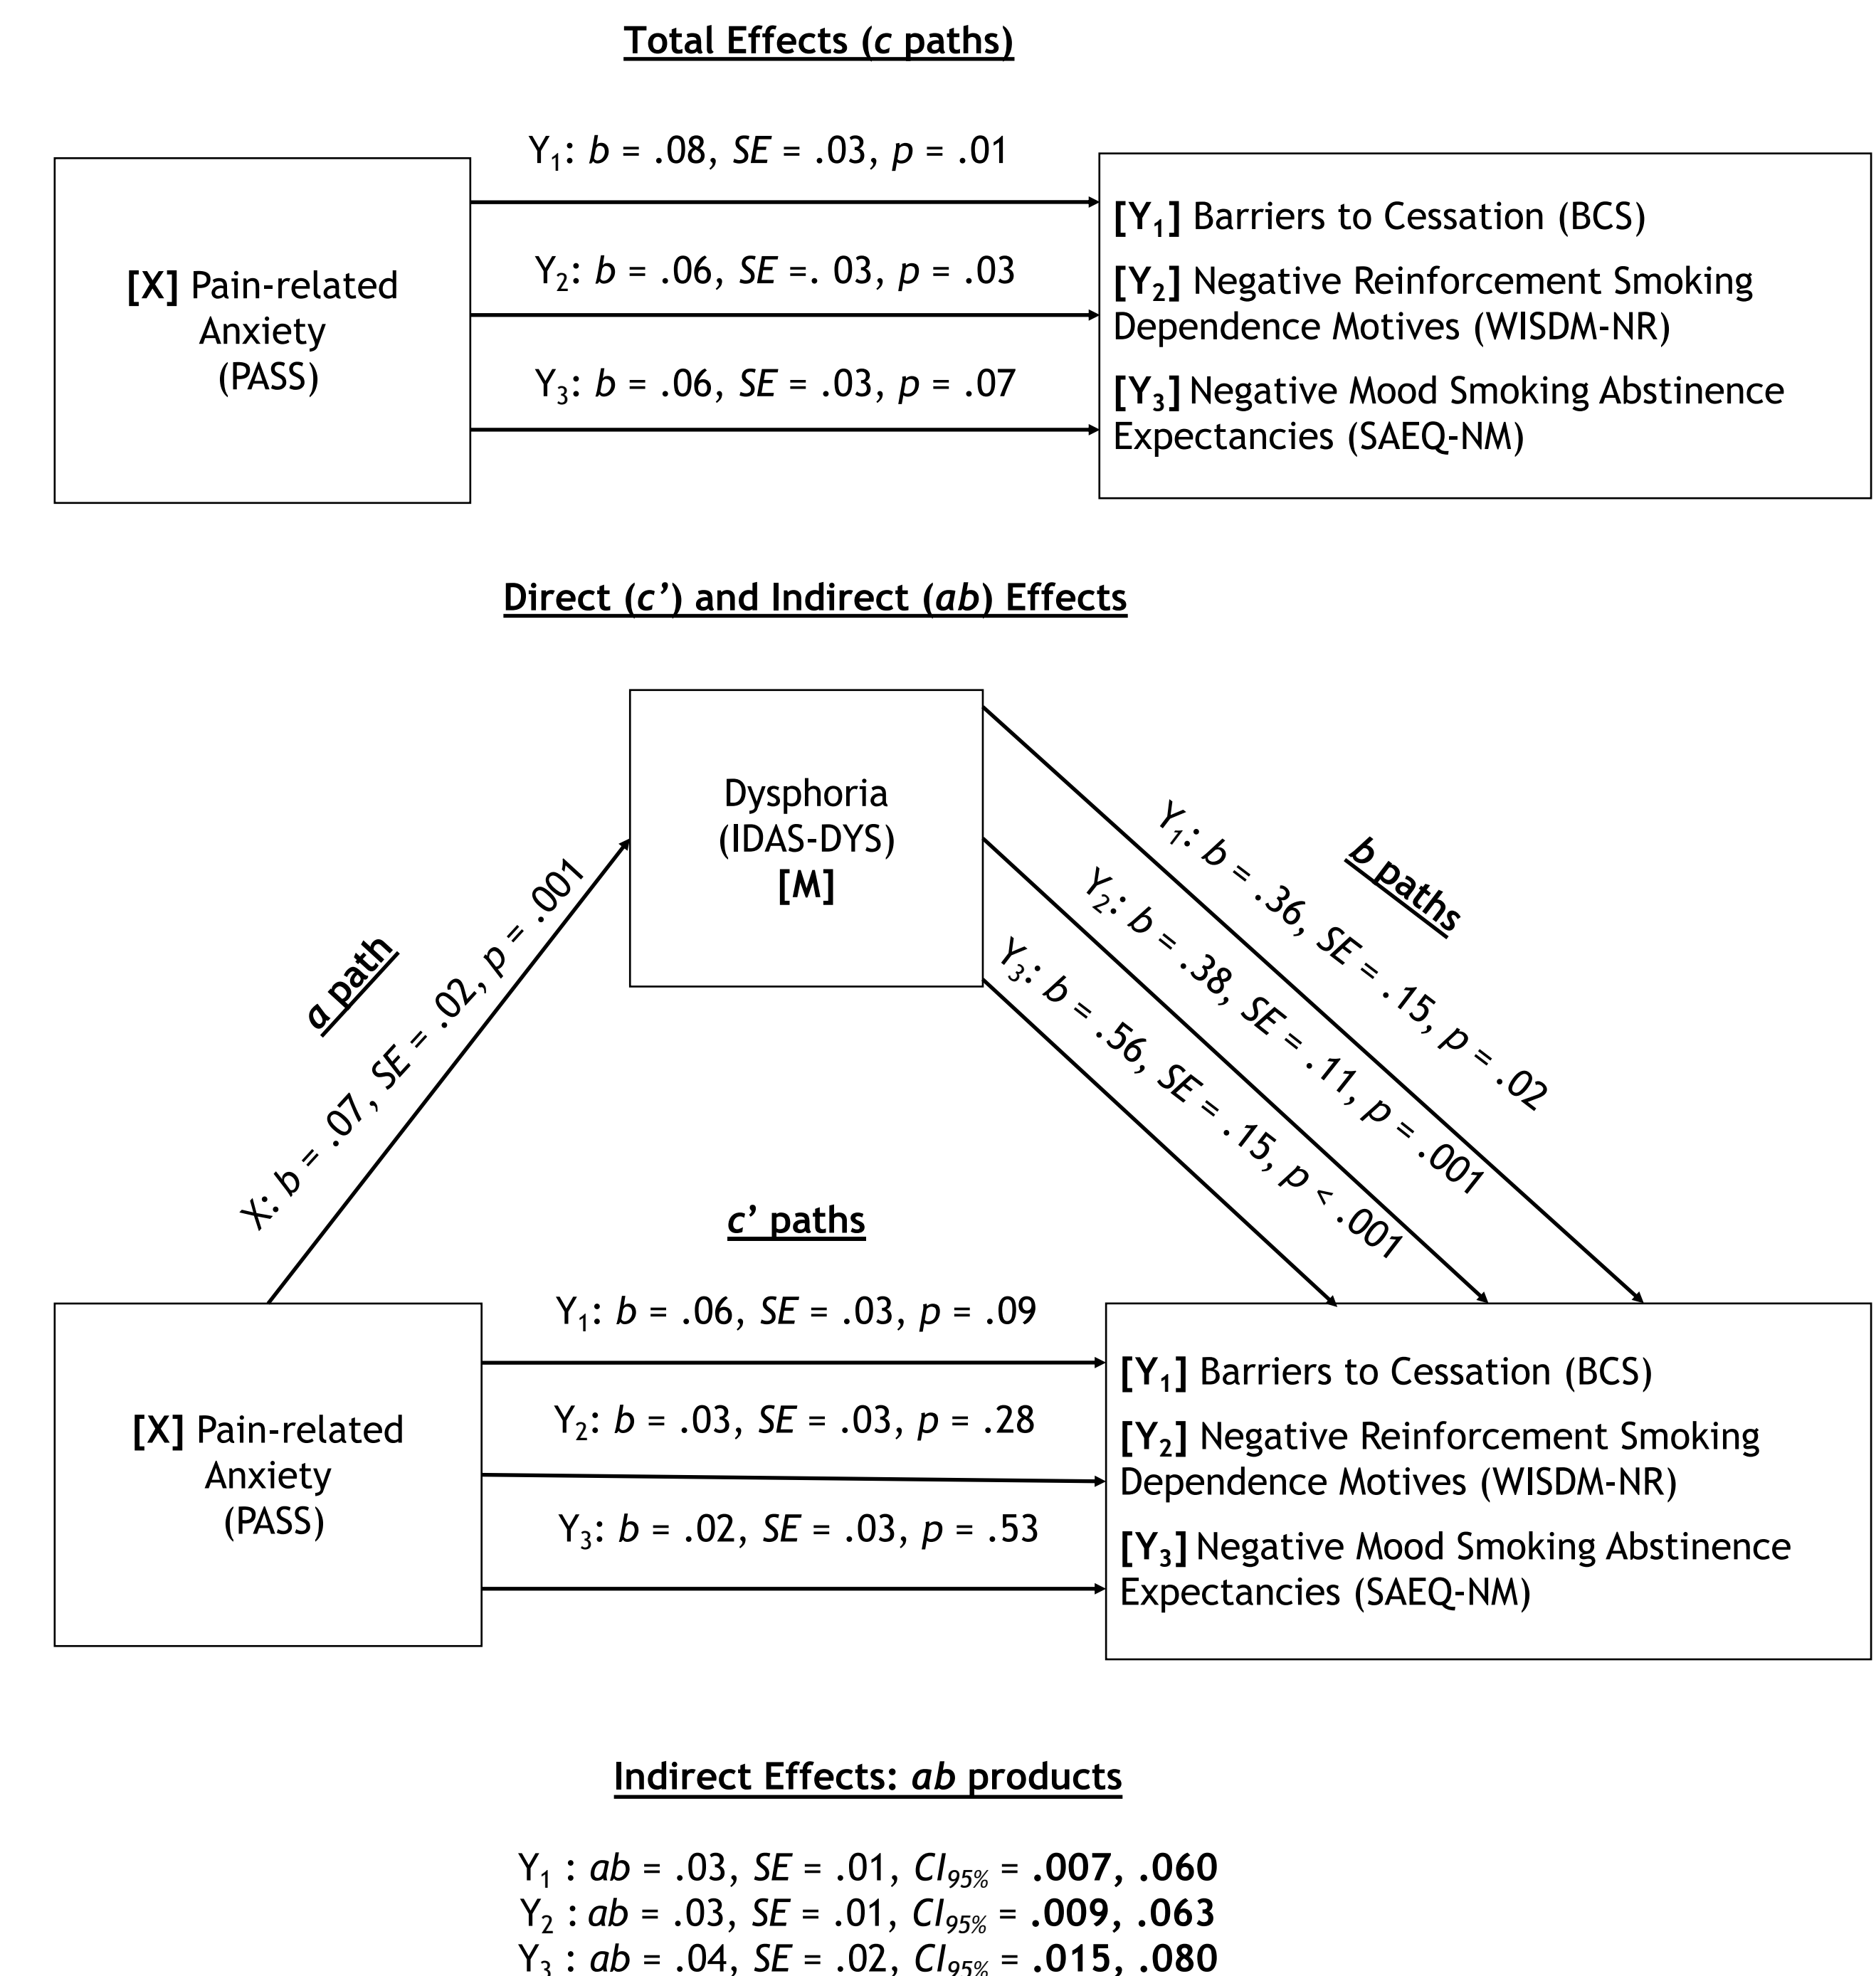 Total Effects (c paths)
Y₁: b = .08, SE = .03, p = .01
Y₂: b = .06, SE =. 03, p = .03
Y₃: b = .06, SE = .03, p = .07
[X] Pain-related
Anxiety
(PASS)
[Y₁] Barriers to Cessation (BCS)
[Y₂] Negative Reinforcement Smoking
Dependence Motives (WISDM-NR)
[Y₃] Negative Mood Smoking Abstinence
Expectancies (SAEQ-NM)
Direct (c’) and Indirect (ab) Effects
Dysphoria
(IDAS-DYS)
[M]
a path
X: b = .07, SE = .02, p = .001
b paths
Y₁: b = .36, SE = .15, p = .02
Y₂: b = .38, SE = .11, p = .001
Y₃: b = .56, SE = .15, p < .001
c’ paths
Y₁: b = .06, SE = .03, p = .09
Y₂: b = .03, SE = .03, p = .28
Y₃: b = .02, SE = .03, p = .53
[X] Pain-related
Anxiety
(PASS)
[Y₁] Barriers to Cessation (BCS)
[Y₂] Negative Reinforcement Smoking
Dependence Motives (WISDM-NR)
[Y₃] Negative Mood Smoking Abstinence
Expectancies (SAEQ-NM)
Indirect Effects: ab products
Y₁ : ab = .03, SE = .01, CI95% = .007, .060
Y₂ : ab = .03, SE = .01, CI95% = .009, .063
Y₃ : ab = .04, SE = .02, CI95% = .015, .080